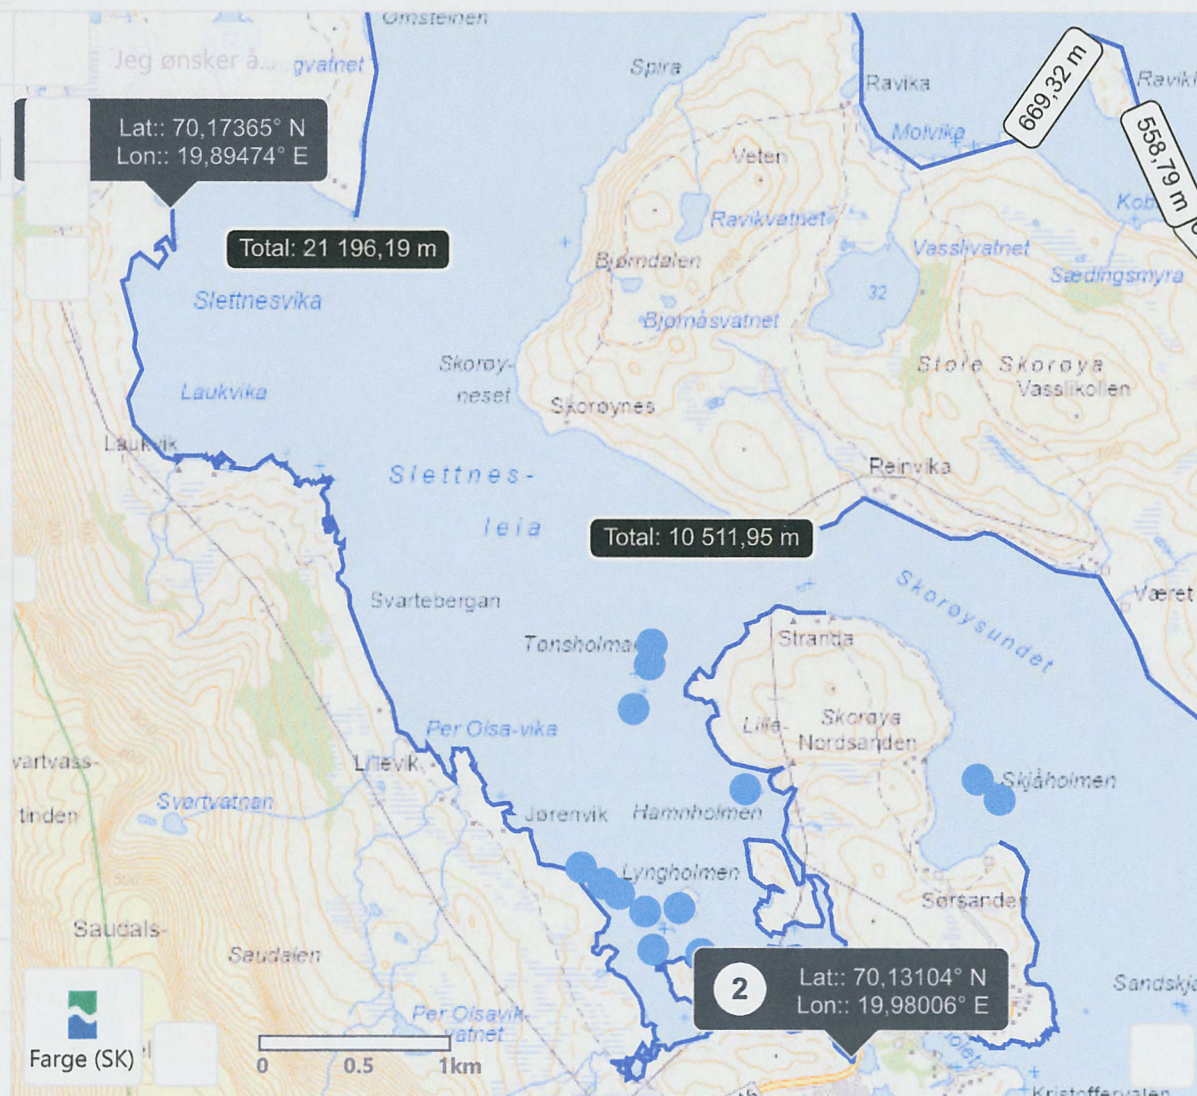 Omsteinen
Jeg ønsker å...
gvatnet
Spira
Ravika
669,32 m
558,79 m
Molvika
Lat:: 70,17365° N
Lon:: 19,89474° E
Veten
Total: 21 196,19 m
Ravikvatnet
Vasslivatnet
Bjørndalen
Sædingsmyra
Slettnesvika
32
Bjørnåsvatnet
Skorøy-
neset
Laukvika
Store Skorøya
Vasslikollen
Skorøynes
Laukvik
Reinvika
Slettnes-
leia
Total: 10 511,95 m
Svartebergan
Skorøysundet
Været
Stranda
Per Olsa-vika
Lille-
Skorøya
Nordsanden
Lillevik
vartvass-
tinden
Svartvatnan
Jørenvik
Hamnholmen
Skjåholmen
Lyngholmen
Sørsanden
Saudals-
Saudalen
2
Lat:: 70,13104° N
Lon:: 19,98006° E
Per Olsavik-
vatnet
Farge (SK)
0 0.5 1km
Kristoffervalen